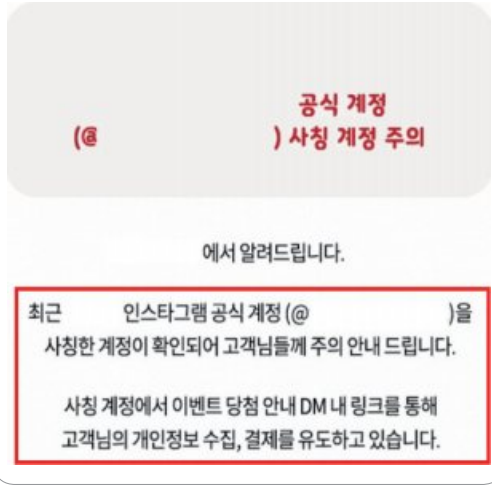 공식 계정
(@ ) 사칭 계정 주의
에서 알려드립니다.
최근 인스타그램 공식 계정 (@ )을
사칭한 계정이 확인되어 고객님들께 주의 안내 드립니다.
사칭 계정에서 이벤트 당첨 안내 DM 내 링크를 통해
고객님의 개인정보 수집, 결제를 유도하고 있습니다.